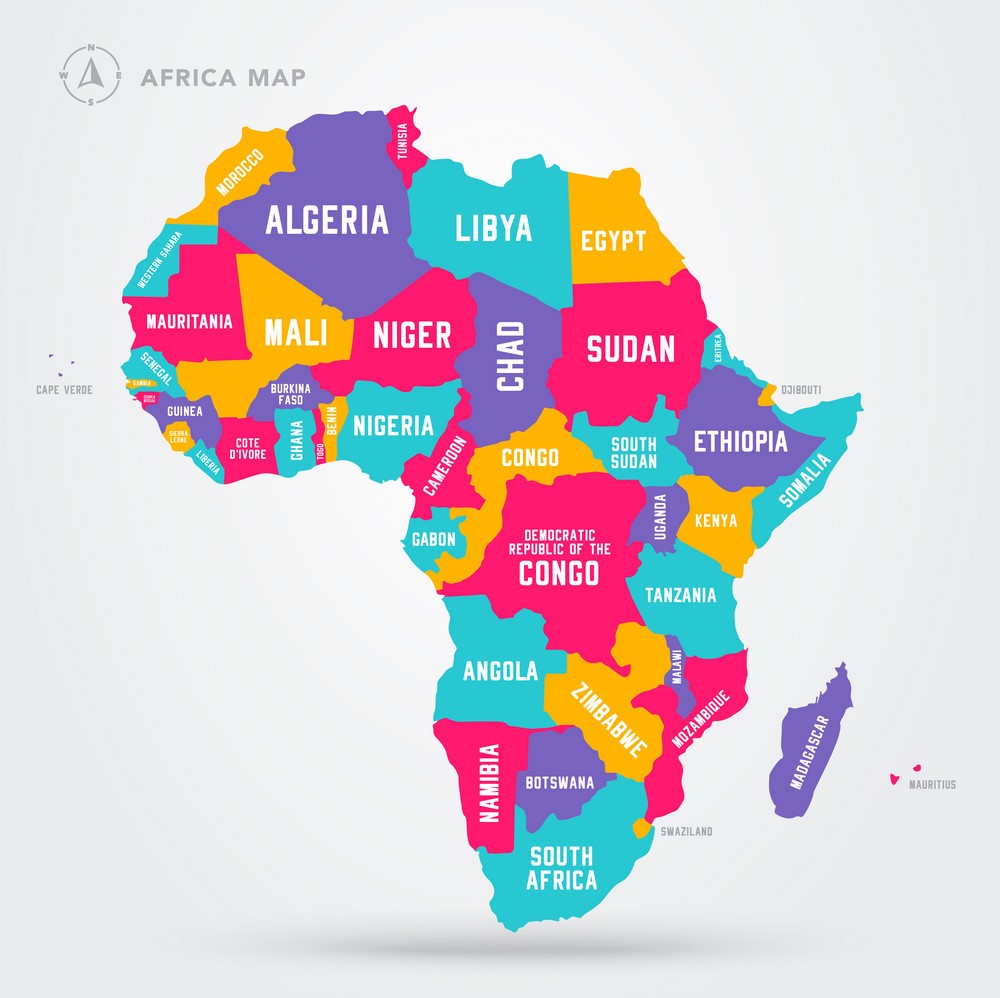 N
W
E
S
AFRICA MAP
TUNISIA
MOROCCO
ALGERIA
LIBYA
EGYPT
WESTERN SAHARA
MAURITANIA
MALI
NIGER
CHAD
SUDAN
ERITREA
CAPE VERDE
SENEGAL
GAMBIA
GUINEA
BISSAU
GUINEA
SIERRA
LEONE
LIBERIA
COTE
D'IVORE
BURKINA
FASO
GHANA
TOGO
BENIN
NIGERIA
CAMEROON
CONGO
SOUTH
SUDAN
ETHIOPIA
DJIBOUTI
SOMALIA
GABON
DEMOCRATIC
REPUBLIC OF THE
CONGO
UGANDA
KENYA
TANZANIA
ANGOLA
ZIMBABWE
MALAWI
MOZAMBIQUE
MADAGASCAR
MAURITIUS
NAMIBIA
BOTSWANA
SWAZILAND
SOUTH
AFRICA